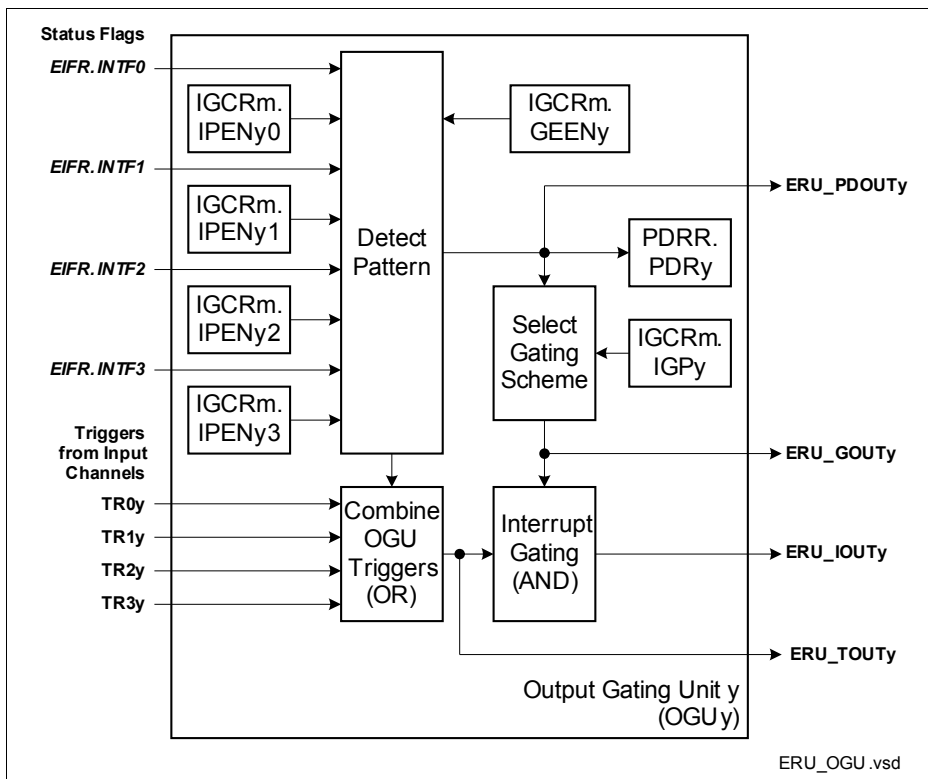 Status Flags
EIFR.INTF0
IGCRm.
IPENy0
IGCRm.
GEENy
EIFR.INTF1
IGCRm.
IPENy1
ERU_PDOUTy
Detect
Pattern
PDRR.
PDRy
EIFR.INTF2
IGCRm.
IPENy2
Select
Gating
Scheme
IGCRm.
IGPy
EIFR.INTF3
IGCRm.
IPENy3
Triggers
from Input
Channels
ERU_GOUTy
TR0y
TR1y
TR2y
TR3y
Combine
OGU
Triggers
(OR)
Interrupt
Gating
(AND)
ERU_IOUTy
ERU_TOUTy
Output Gating Unit y
(OGUy)
ERU_OGU .vsd